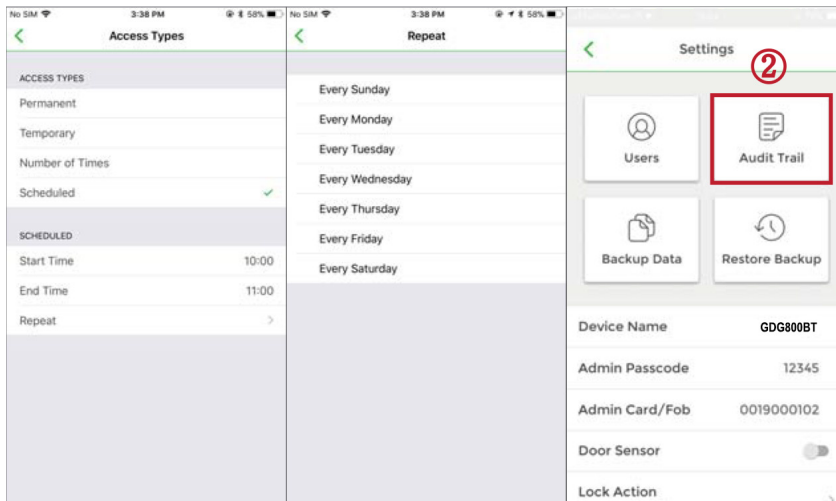 No SIM 3:38 PM 58%
Access Types
ACCESS TYPES
Permanent
Temporary
Number of Times
Scheduled
SCHEDULED
Start Time 10:00
End Time 11:00
Repeat
No SIM 3:38 PM 58%
Repeat
Every Sunday
Every Monday
Every Tuesday
Every Wednesday
Every Thursday
Every Friday
Every Saturday
Settings
②
Users Audit Trail
Backup Data Restore Backup
Device Name GDG800BT
Admin Passcode 12345
Admin Card/Fob 0019000102
Door Sensor
Lock Action